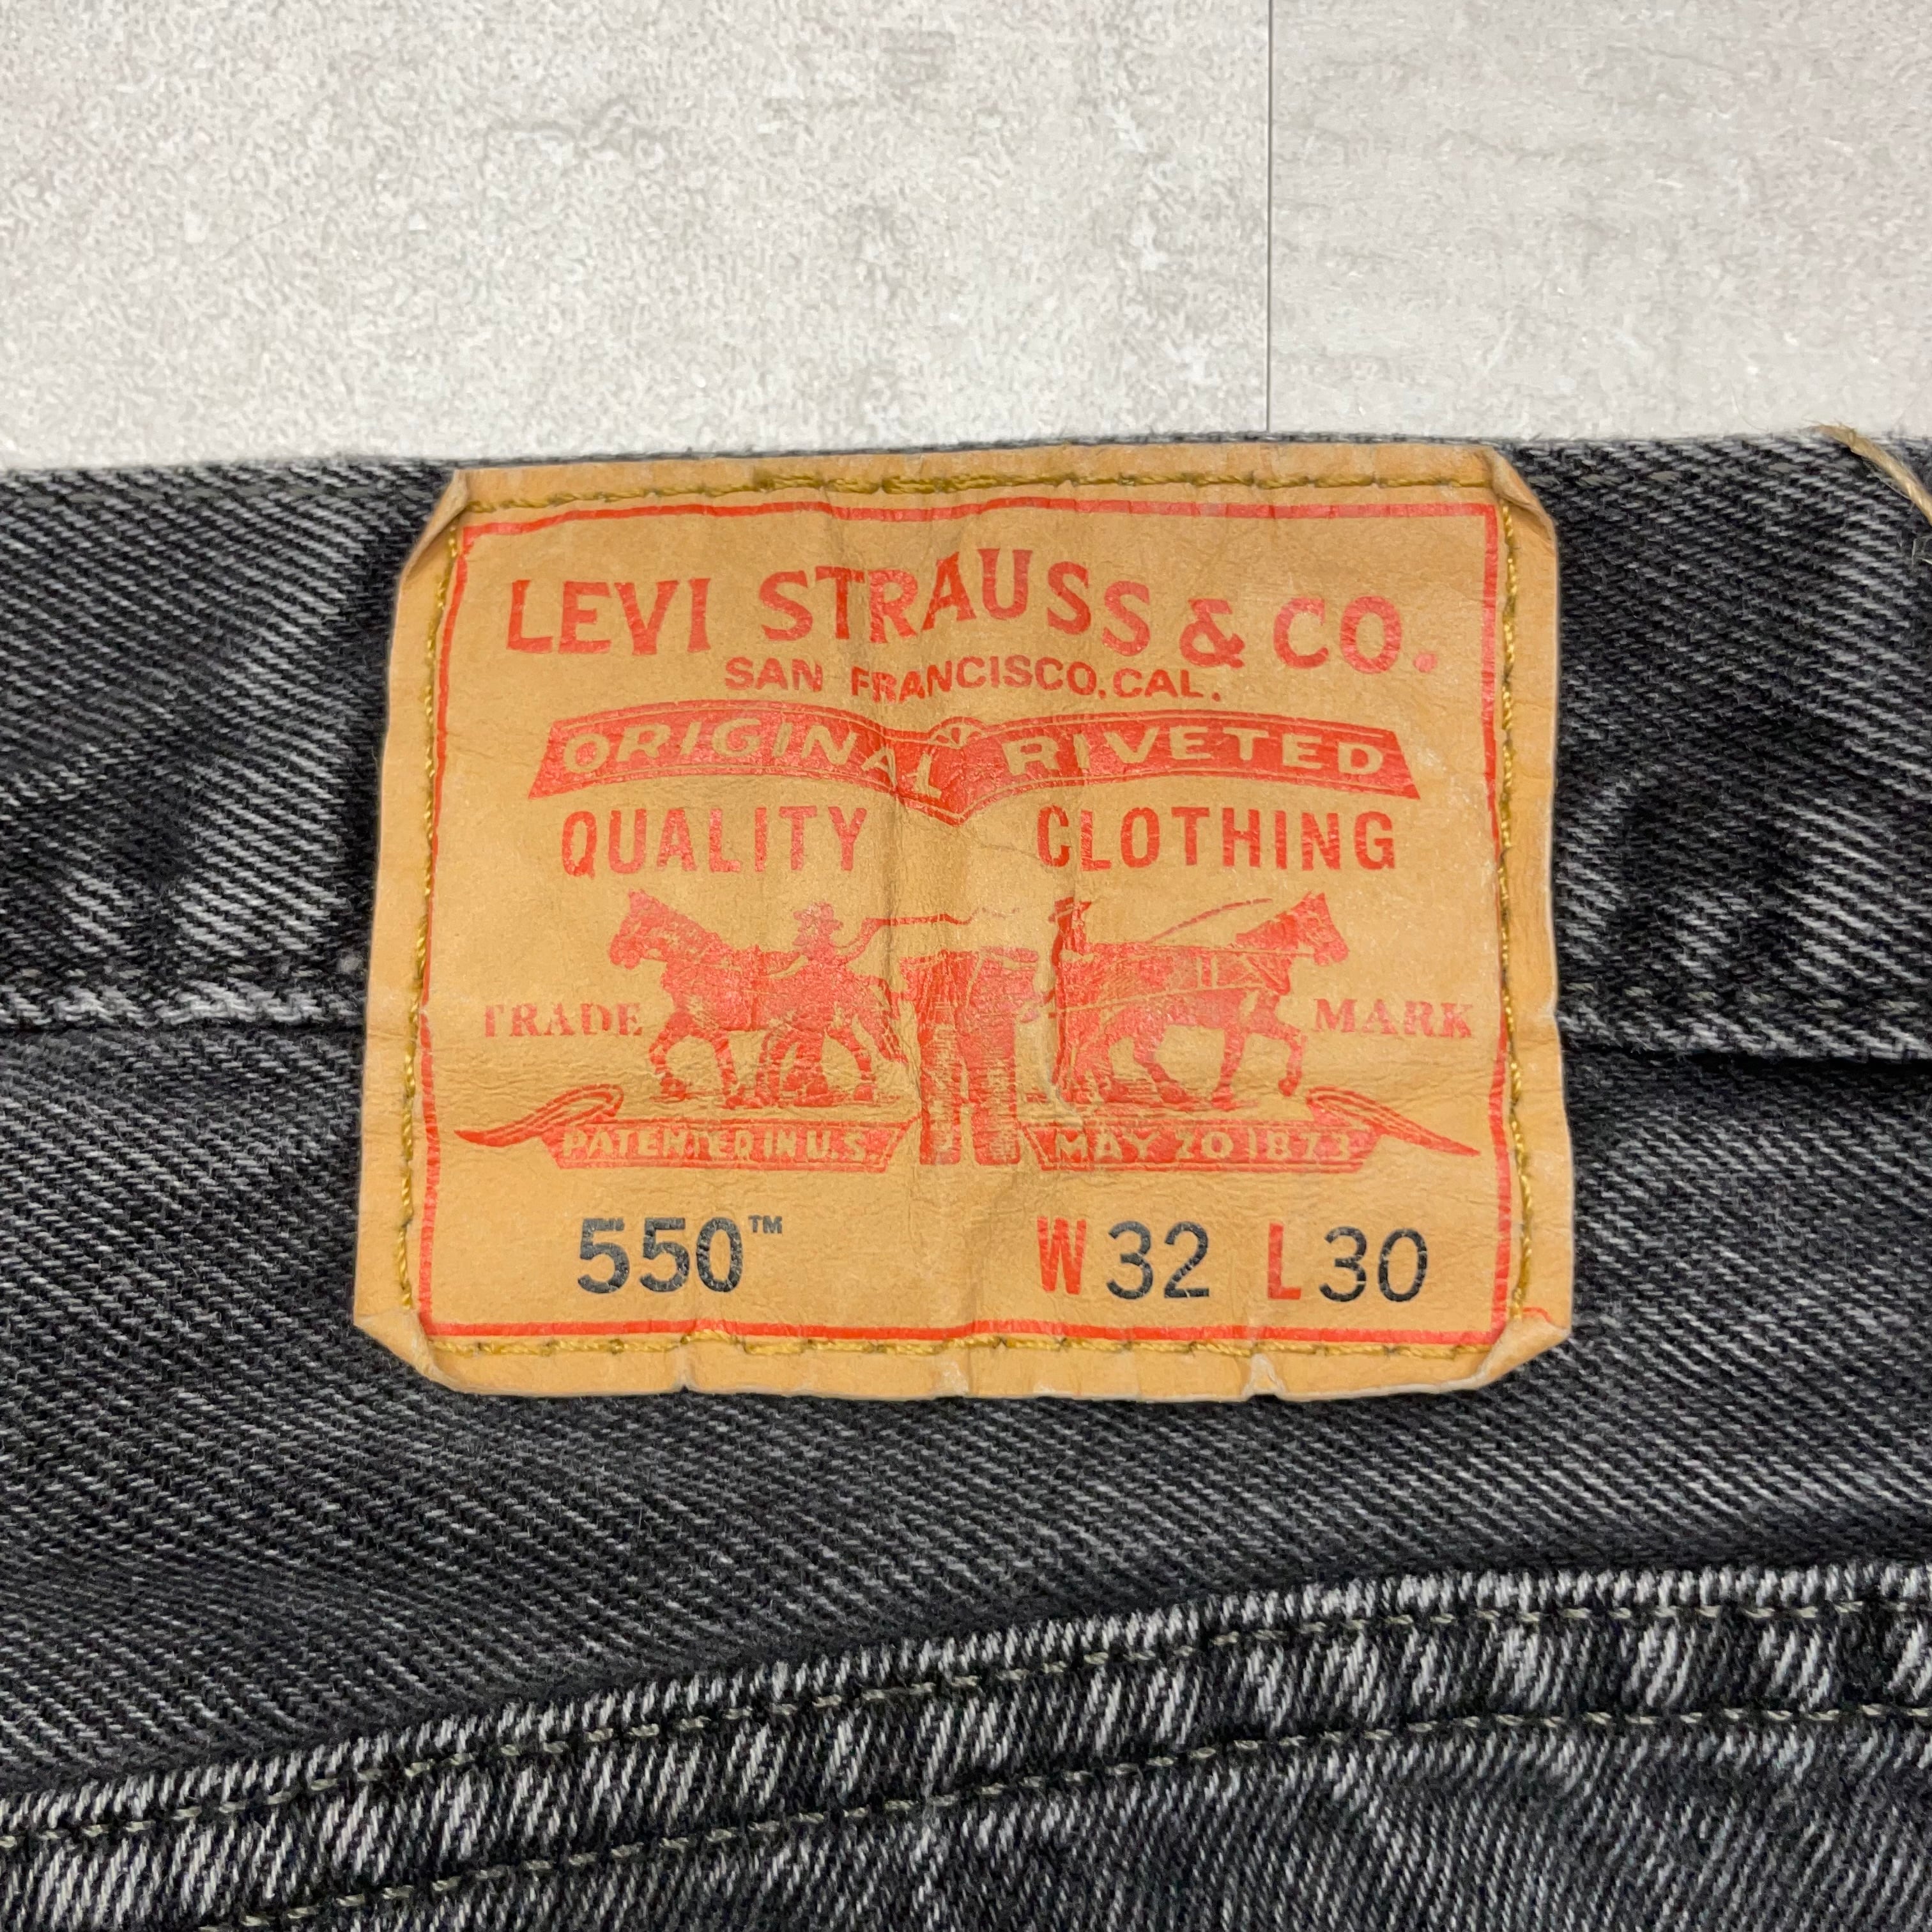 LEVI STRAUSS & CO.
SAN FRANCISCO, CAL.
ORIGINAL RIVETED
QUALITY CLOTHING
TRADE MARK
PATENTED IN U.S. MAY 20 1873
550™ W32 L30